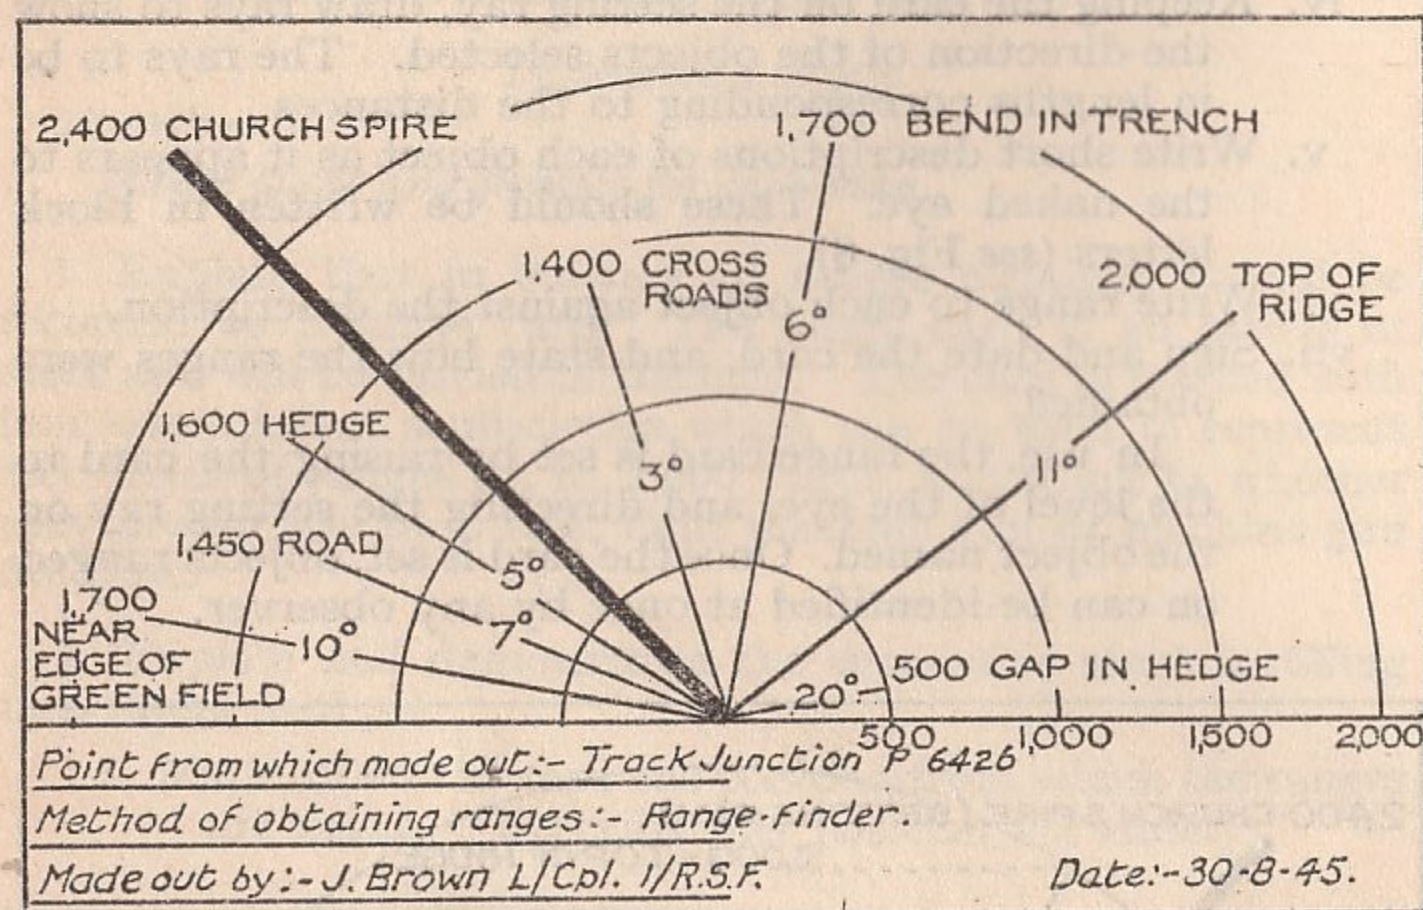 2,400 CHURCH SPIRE
1,700 BEND IN TRENCH
1,400 CROSS
ROADS
2,000 TOP OF
RIDGE
6°
1,600 HEDGE
3°
11°
1,450 ROAD
5°
1,700
NEAR
EDGE OF
GREEN FIELD
10°
7°
20°
500 GAP IN HEDGE
500 1,000 1,500 2,000
Point from which made out:- Track Junction P 6426
Method of obtaining ranges:- Range-finder.
Made out by:- J. Brown L/Cpl. 1/R.S.F. Date:-30-8-45.